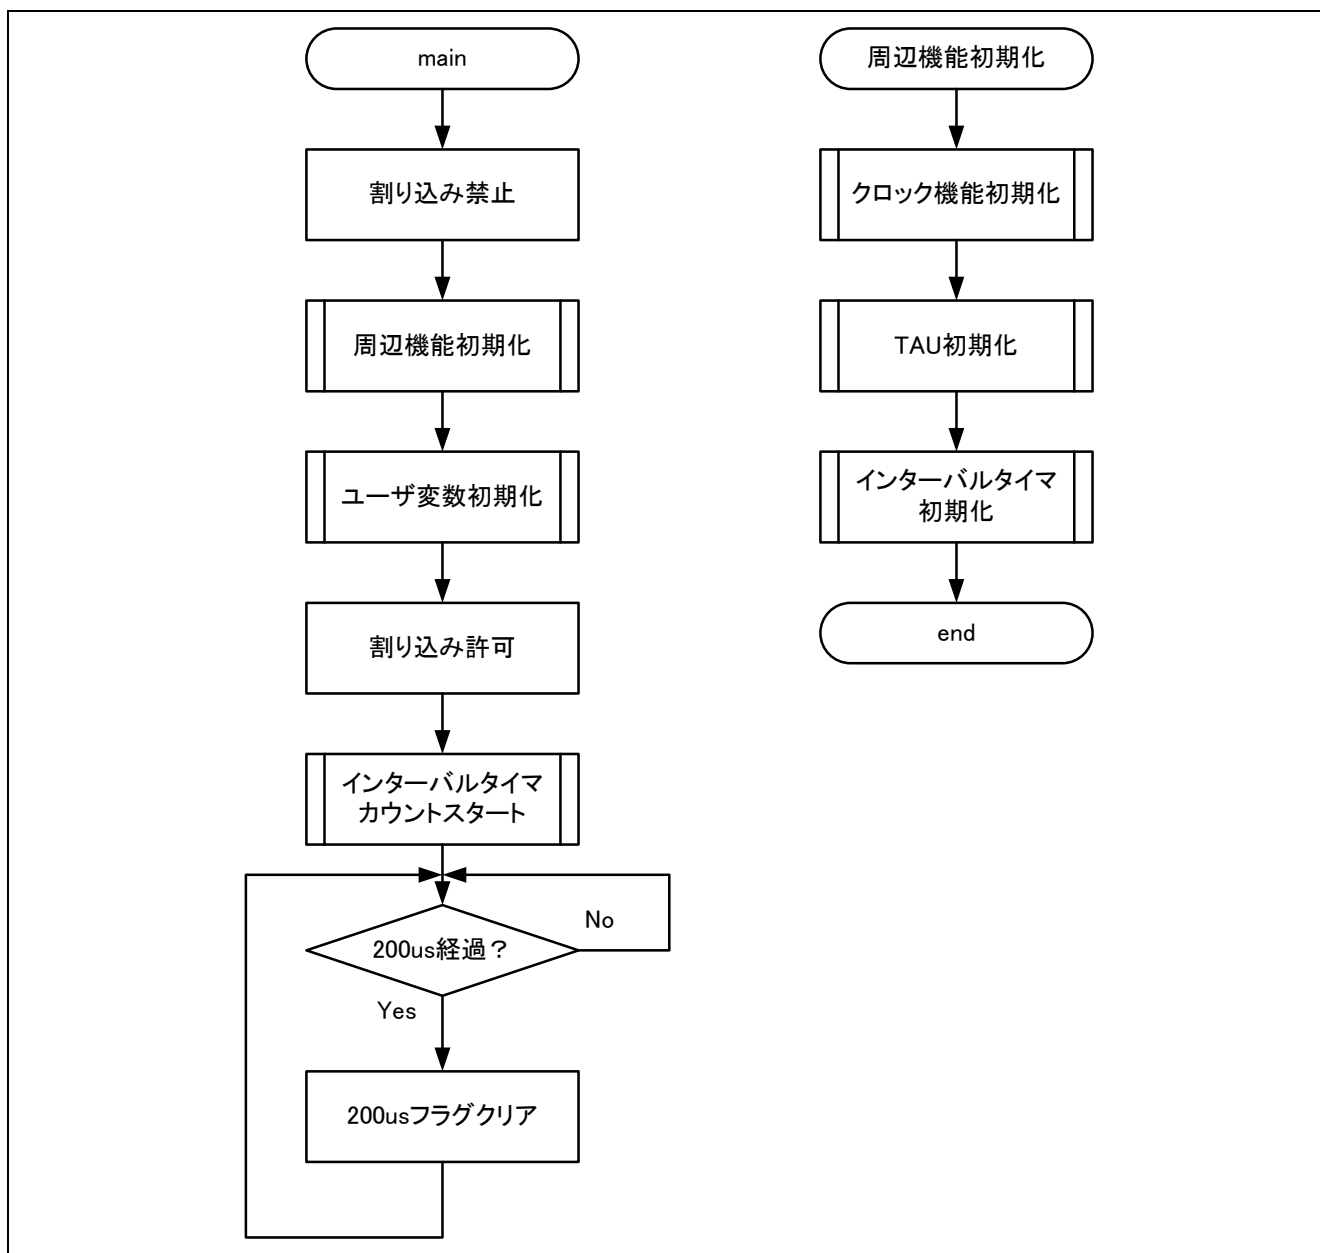 main
割り込み禁止
周辺機能初期化
ユーザ変数初期化
割り込み許可
インターバルタイマ
カウントスタート
200us経過？
No
Yes
200usフラグクリア
周辺機能初期化
クロック機能初期化
TAU初期化
インターバルタイマ
初期化
end